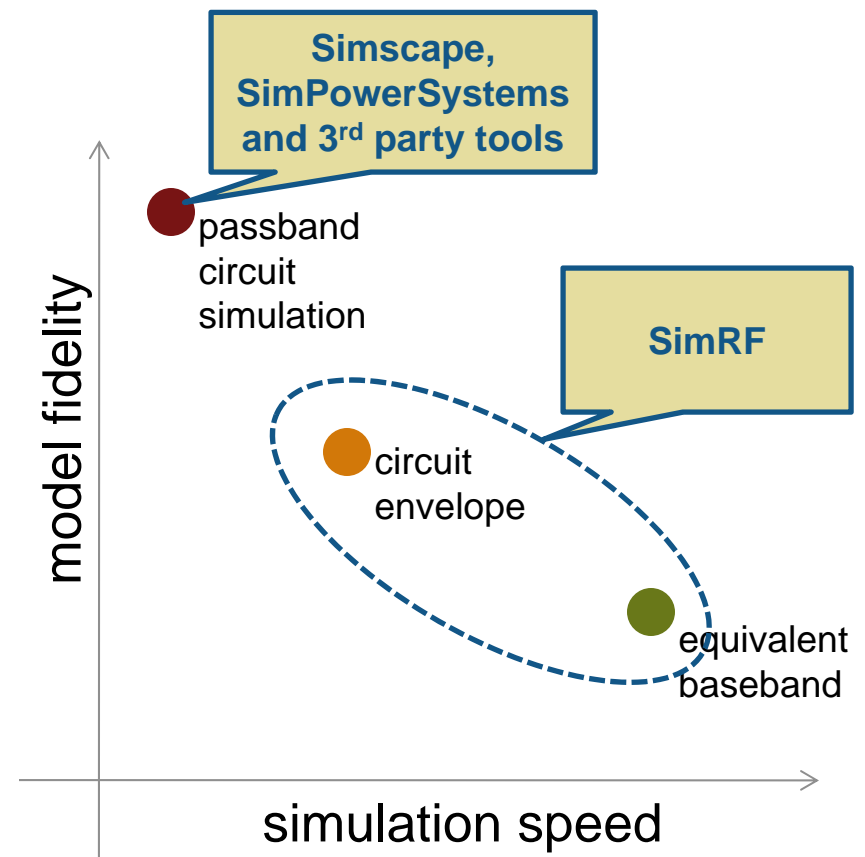 Simscape,
SimPowerSystems
and 3rd party tools
passband
circuit
simulation
SimRF
model fidelity
circuit
envelope
equivalent
baseband
simulation speed